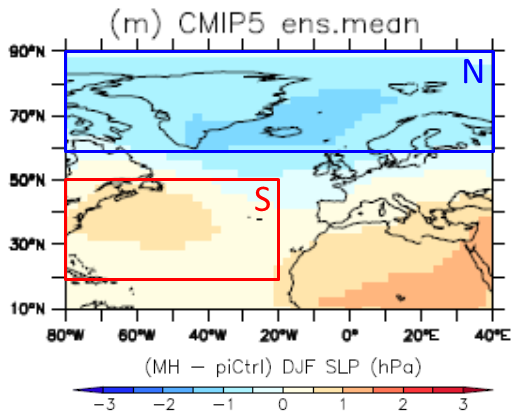 (m) CMIP5 ens.mean
90°N
N
70°N
50°N
S
30°N
10°N
80°W 60°W 40°W 20°W 0° 20°E 40°E
(MH − piCtrl) DJF SLP (hPa)
−3 −2 −1 0 1 2 3